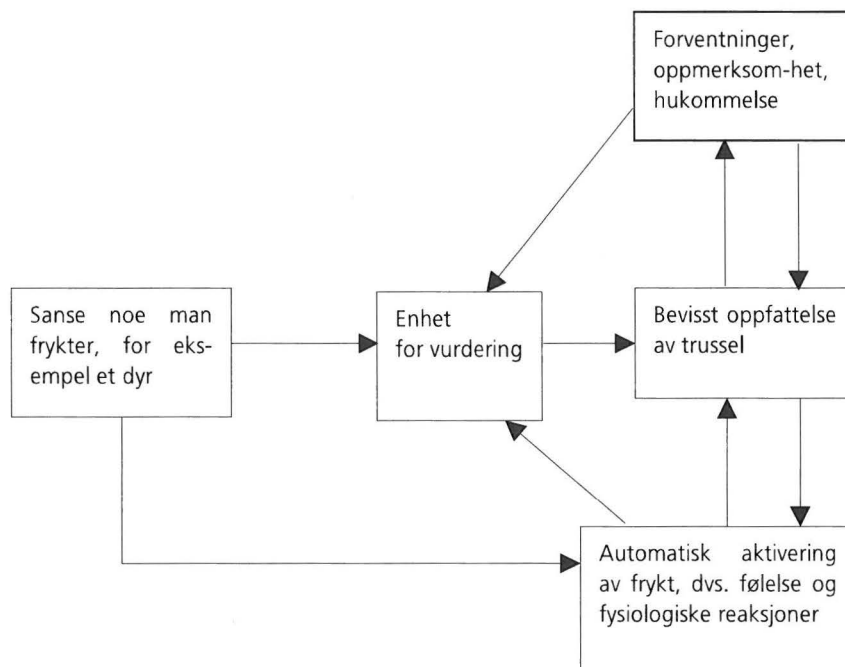 Forventninger,
oppmerksom-het,
hukommelse
Sanse noe man
frykter, for eks-
empel et dyr
Enhet
for vurdering
Bevisst oppfattelse
av trussel
Automatisk aktivering
av frykt, dvs. følelse og
fysiologiske reaksjoner